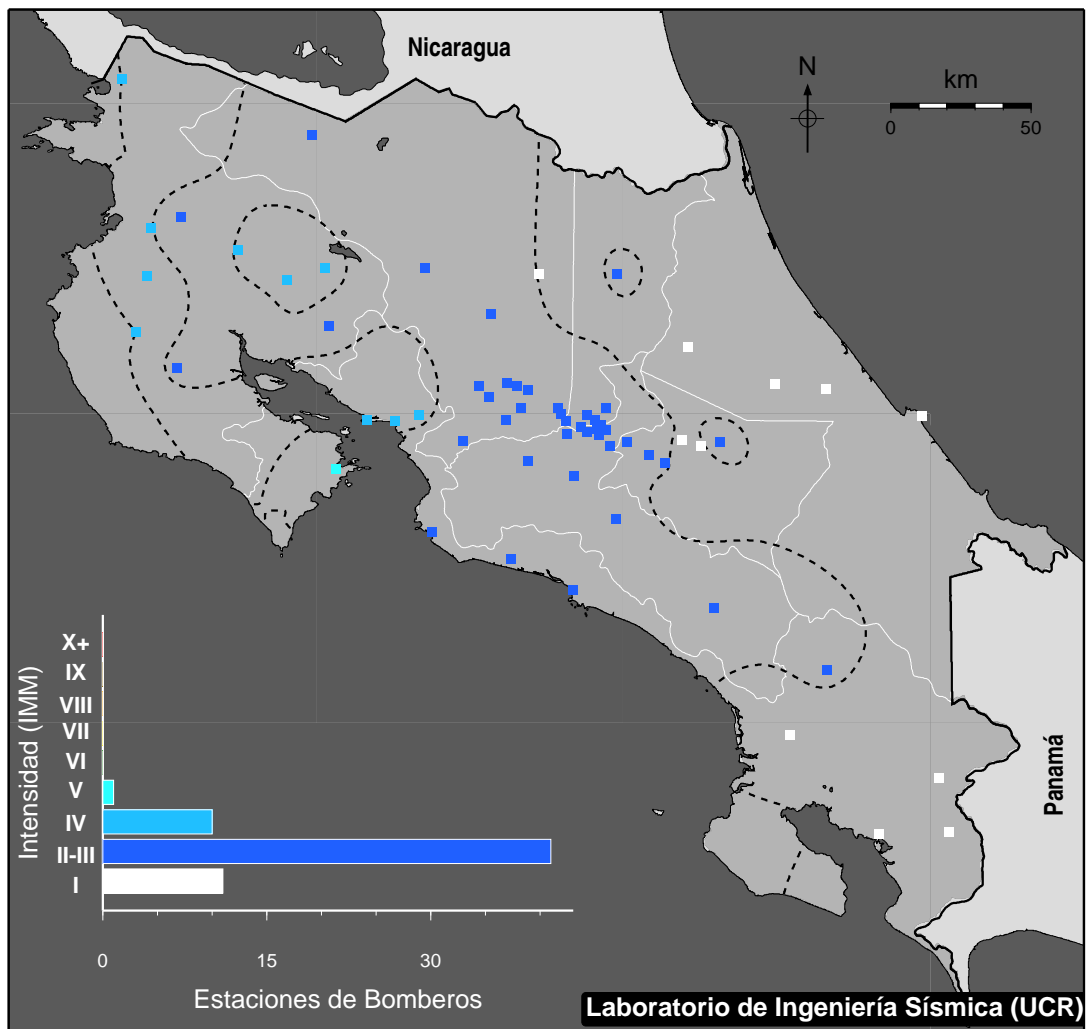 Nicaragua
N
km
0
50
Panamá
Intensidad (IMM)
X+
IX
VIII
VII
VI
V
IV
II-III
I
0
15
30
Estaciones de Bomberos
Laboratorio de Ingeniería Sísmica (UCR)